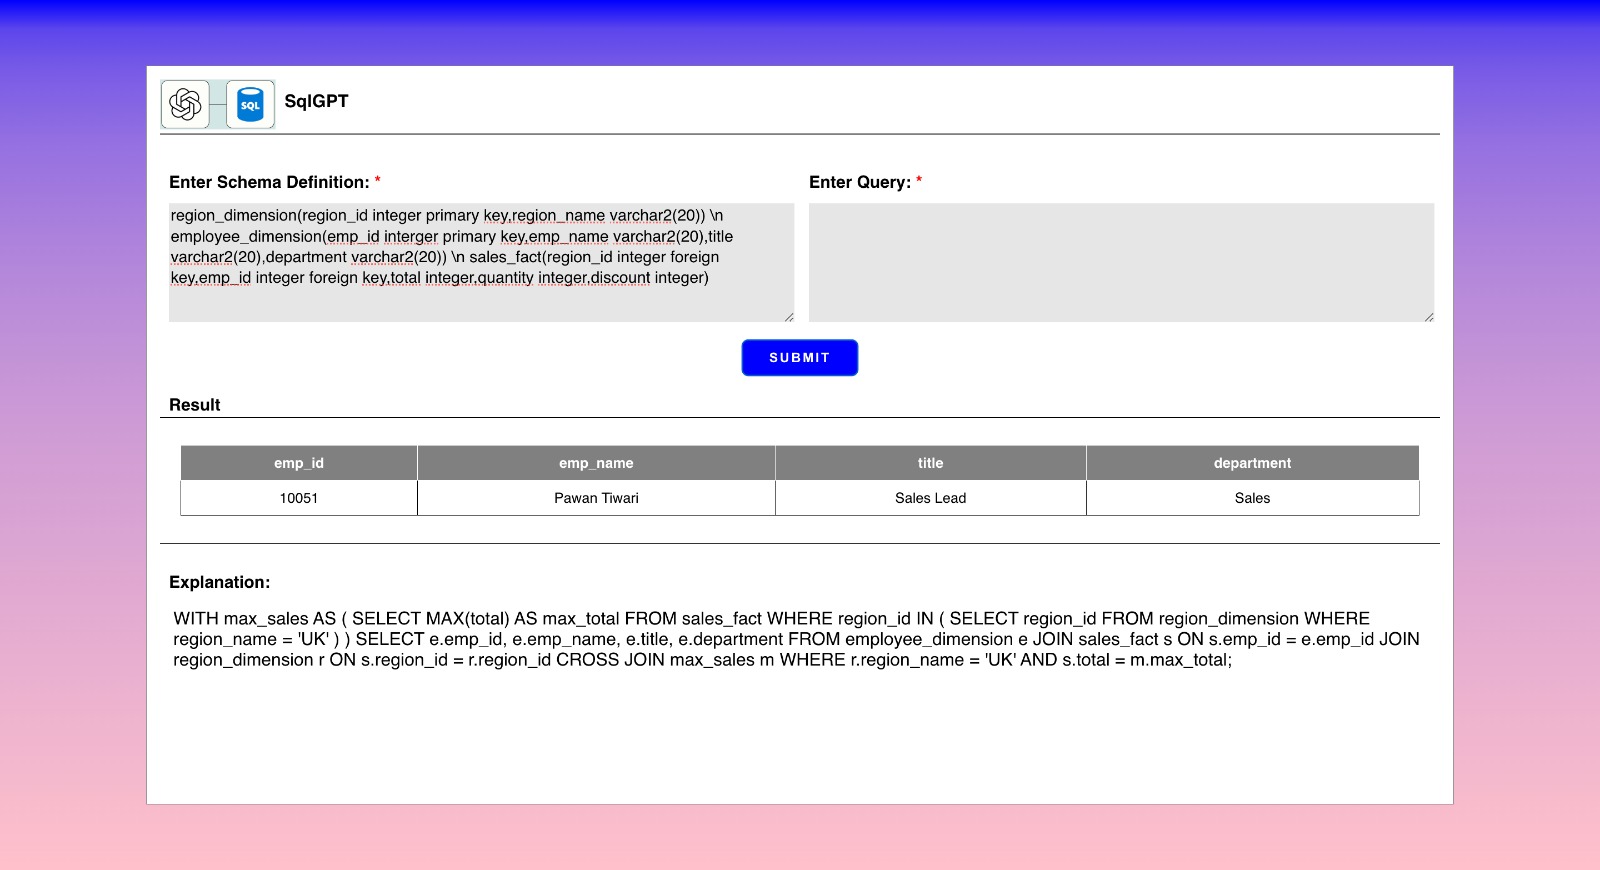 SQL
SqlGPT
Enter Schema Definition: *
region_dimension(region_id integer primary key,region_name varchar2(20)) \n
employee_dimension(emp_id interger primary key,emp_name varchar2(20),title
varchar2(20),department varchar2(20)) \n sales_fact(region_id integer foreign
key,emp_id integer foreign key,total integer,quantity integer,discount integer)
Enter Query: *
SUBMIT
Result
emp_id emp_name title department
10051 Pawan Tiwari Sales Lead Sales
Explanation:
WITH max_sales AS ( SELECT MAX(total) AS max_total FROM sales_fact WHERE region_id IN ( SELECT region_id FROM region_dimension WHERE
region_name = 'UK' ) ) SELECT e.emp_id, e.emp_name, e.title, e.department FROM employee_dimension e JOIN sales_fact s ON s.emp_id = e.emp_id JOIN
region_dimension r ON s.region_id = r.region_id CROSS JOIN max_sales m WHERE r.region_name = 'UK' AND s.total = m.max_total;